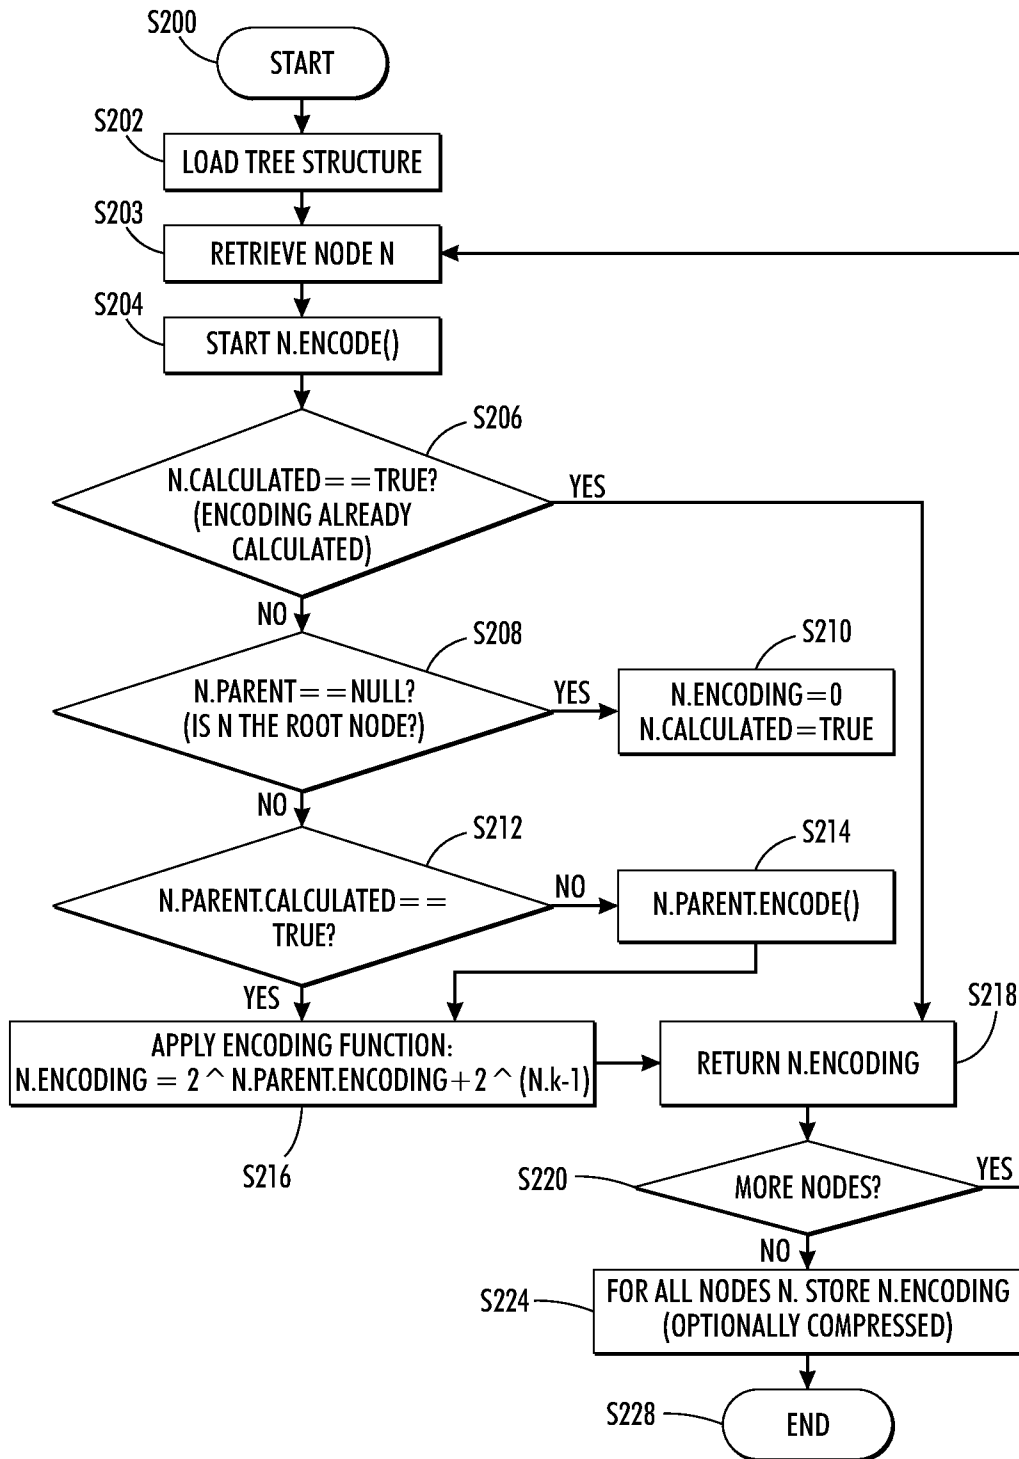 S200
START
S202
LOAD TREE STRUCTURE
S203
RETRIEVE NODE N
S204
START N.ENCODE()
S206
N.CALCULATED==TRUE?
(ENCODING ALREADY
CALCULATED)
YES
NO
S208
N.PARENT==NULL?
(IS N THE ROOT NODE?)
YES
S210
N.ENCODING=0
N.CALCULATED=TRUE
NO
S212
N.PARENT.CALCULATED==
TRUE?
NO
S214
N.PARENT.ENCODE()
YES
APPLY ENCODING FUNCTION:
N.ENCODING = 2^N.PARENT.ENCODING+2^(N.k-1)
S216
S218
RETURN N.ENCODING
S220
MORE NODES?
YES
NO
S224
FOR ALL NODES N. STORE N.ENCODING
(OPTIONALLY COMPRESSED)
S228
END